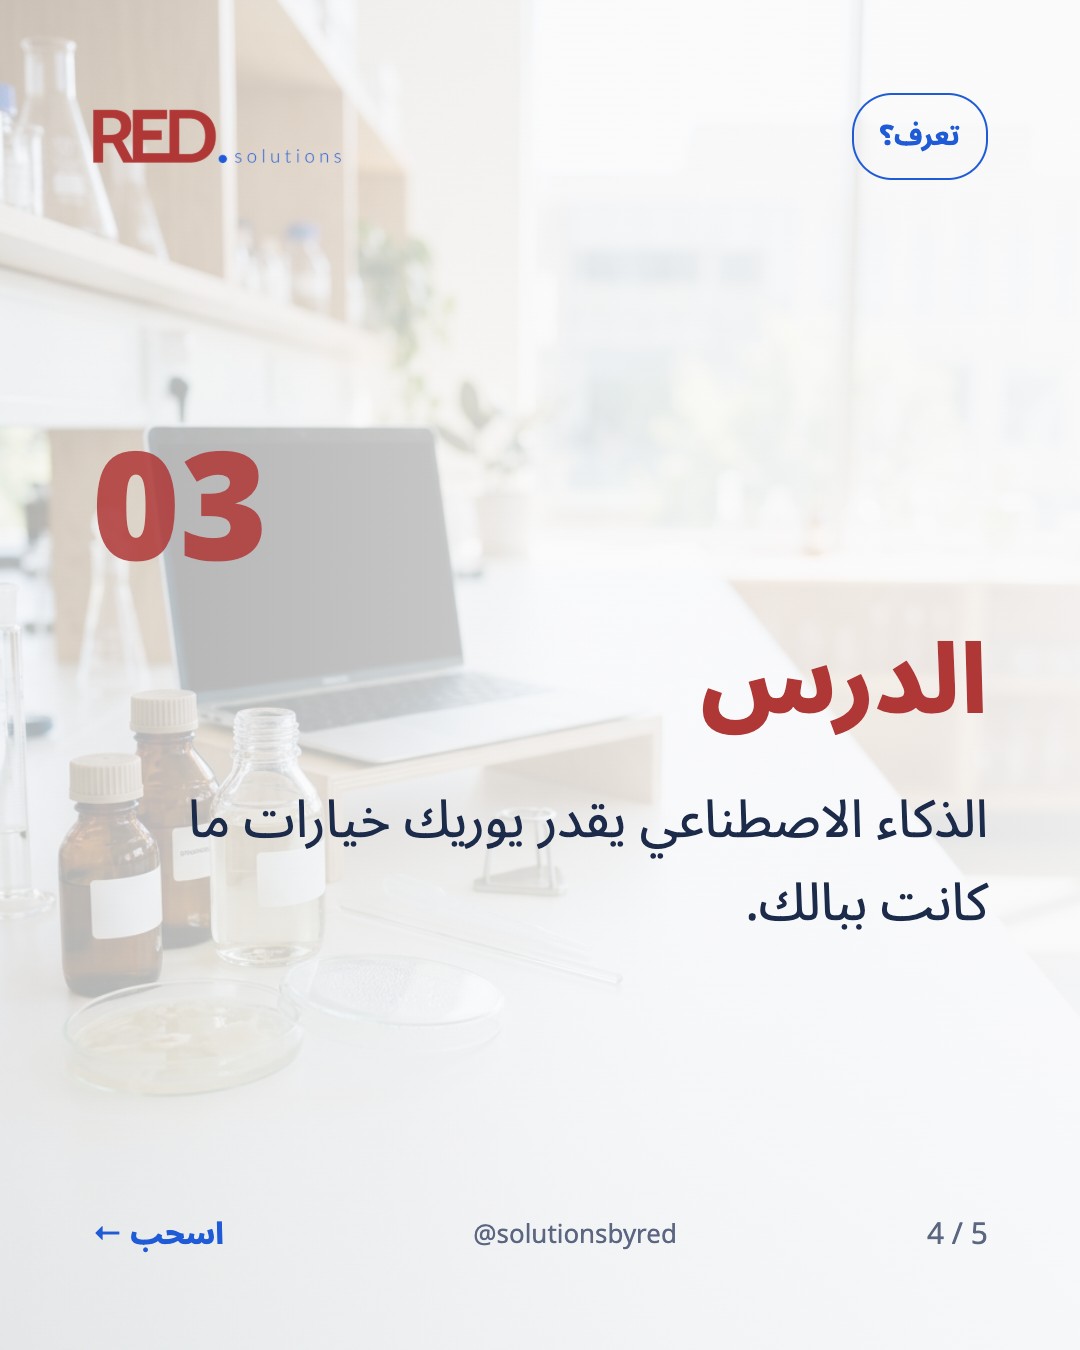 RED.solutions
تعرف؟
03
الدرس
الذكاء الاصطناعي يقدر يوريك خيارات ما
كانت ببالك.
اسحب ←
@solutionsbyred
4 / 5